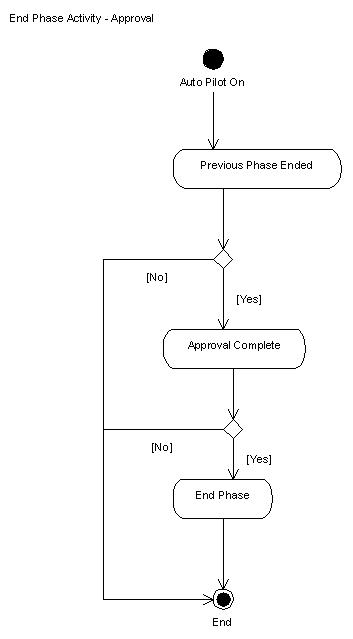 End Phase Activity - Approval
Auto Pilot On
Previous Phase Ended
[No]
[Yes]
Approval Complete
[No]
[Yes]
End Phase
End